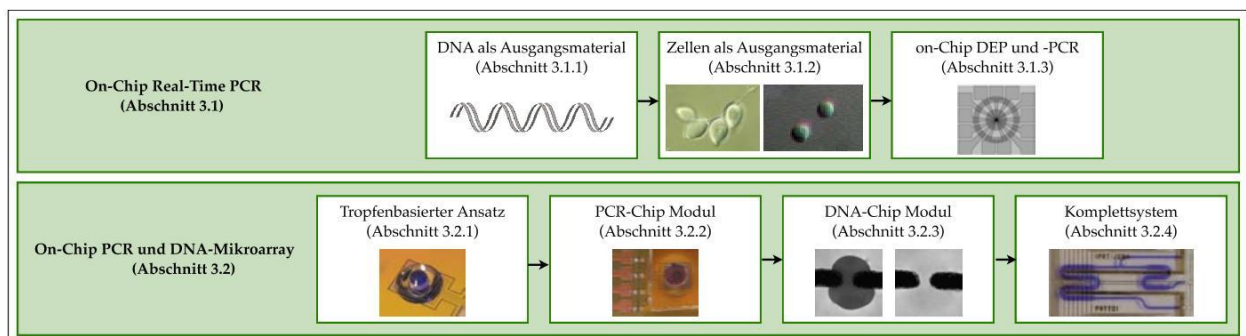 On-Chip Real-Time PCR
(Abschnitt 3.1)
DNA als Ausgangsmaterial
(Abschnitt 3.1.1)
Zellen als Ausgangsmaterial
(Abschnitt 3.1.2)
on-Chip DEP und -PCR
(Abschnitt 3.1.3)
On-Chip PCR und DNA-Mikroarray
(Abschnitt 3.2)
Tropfenbasierter Ansatz
(Abschnitt 3.2.1)
PCR-Chip Modul
(Abschnitt 3.2.2)
DNA-Chip Modul
(Abschnitt 3.2.3)
Komplettsystem
(Abschnitt 3.2.4)